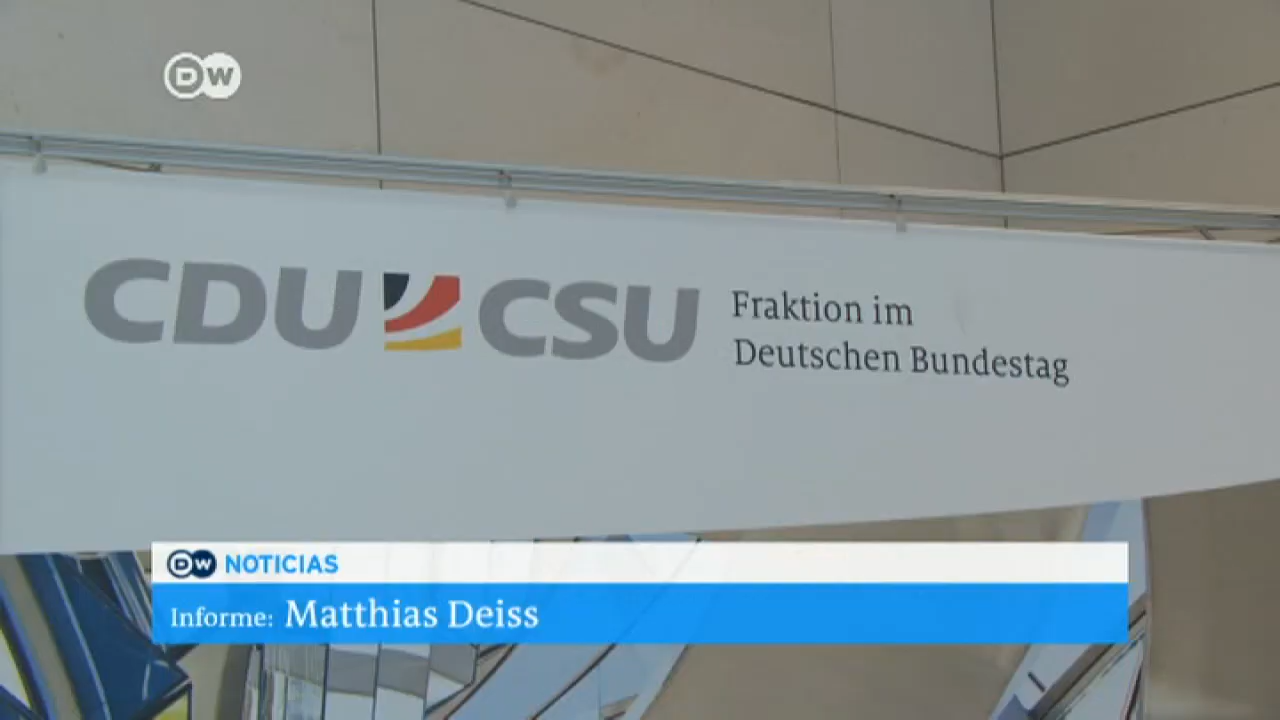 DW
CDU CSU
Fraktion im
Deutschen Bundestag
DW NOTICIAS
Informe: Matthias Deiss